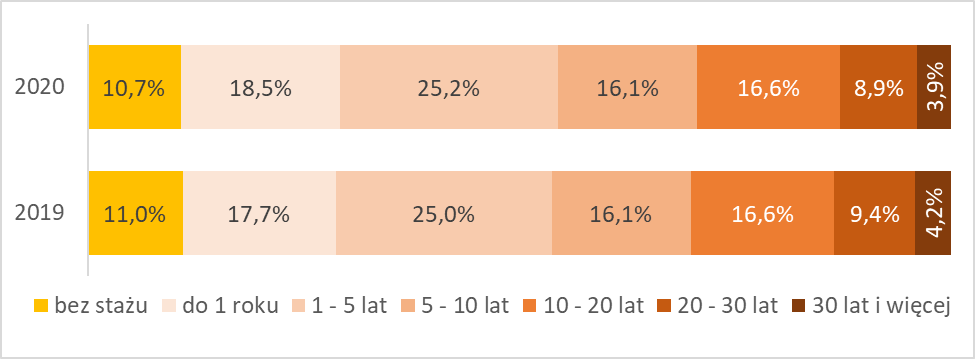 2020 10,7% 18,5% 25,2% 16,1% 16,6% 8,9% 3,9%
2019 11,0% 17,7% 25,0% 16,1% 16,6% 9,4% 4,2%
bez stażu do 1 roku 1 - 5 lat 5 - 10 lat 10 - 20 lat 20 - 30 lat 30 lat i więcej